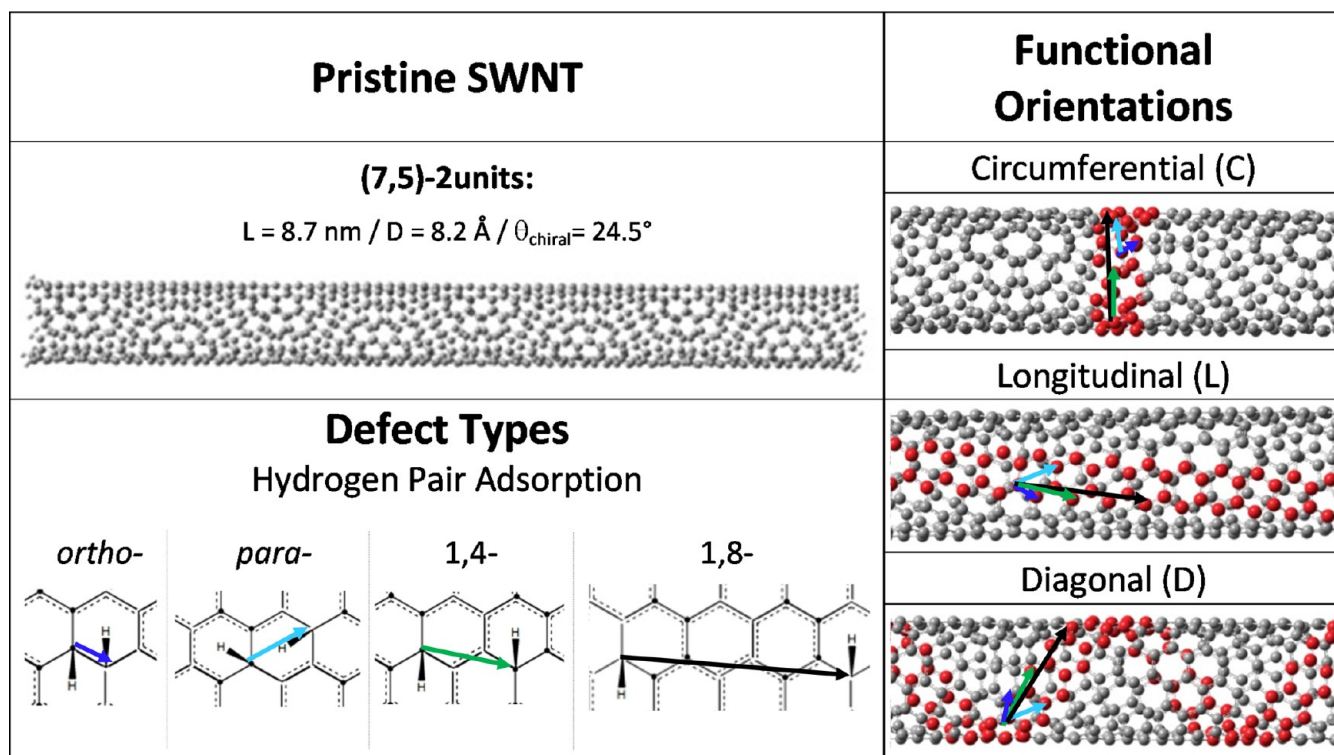 Pristine SWNT
(7,5)-2units:
L = 8.7 nm / D = 8.2 Å / θchiral= 24.5°
Defect Types
Hydrogen Pair Adsorption
ortho-
para-
1,4-
1,8-
H
H
H
H
H
H
H
H
Functional
Orientations
Circumferential (C)
Longitudinal (L)
Diagonal (D)